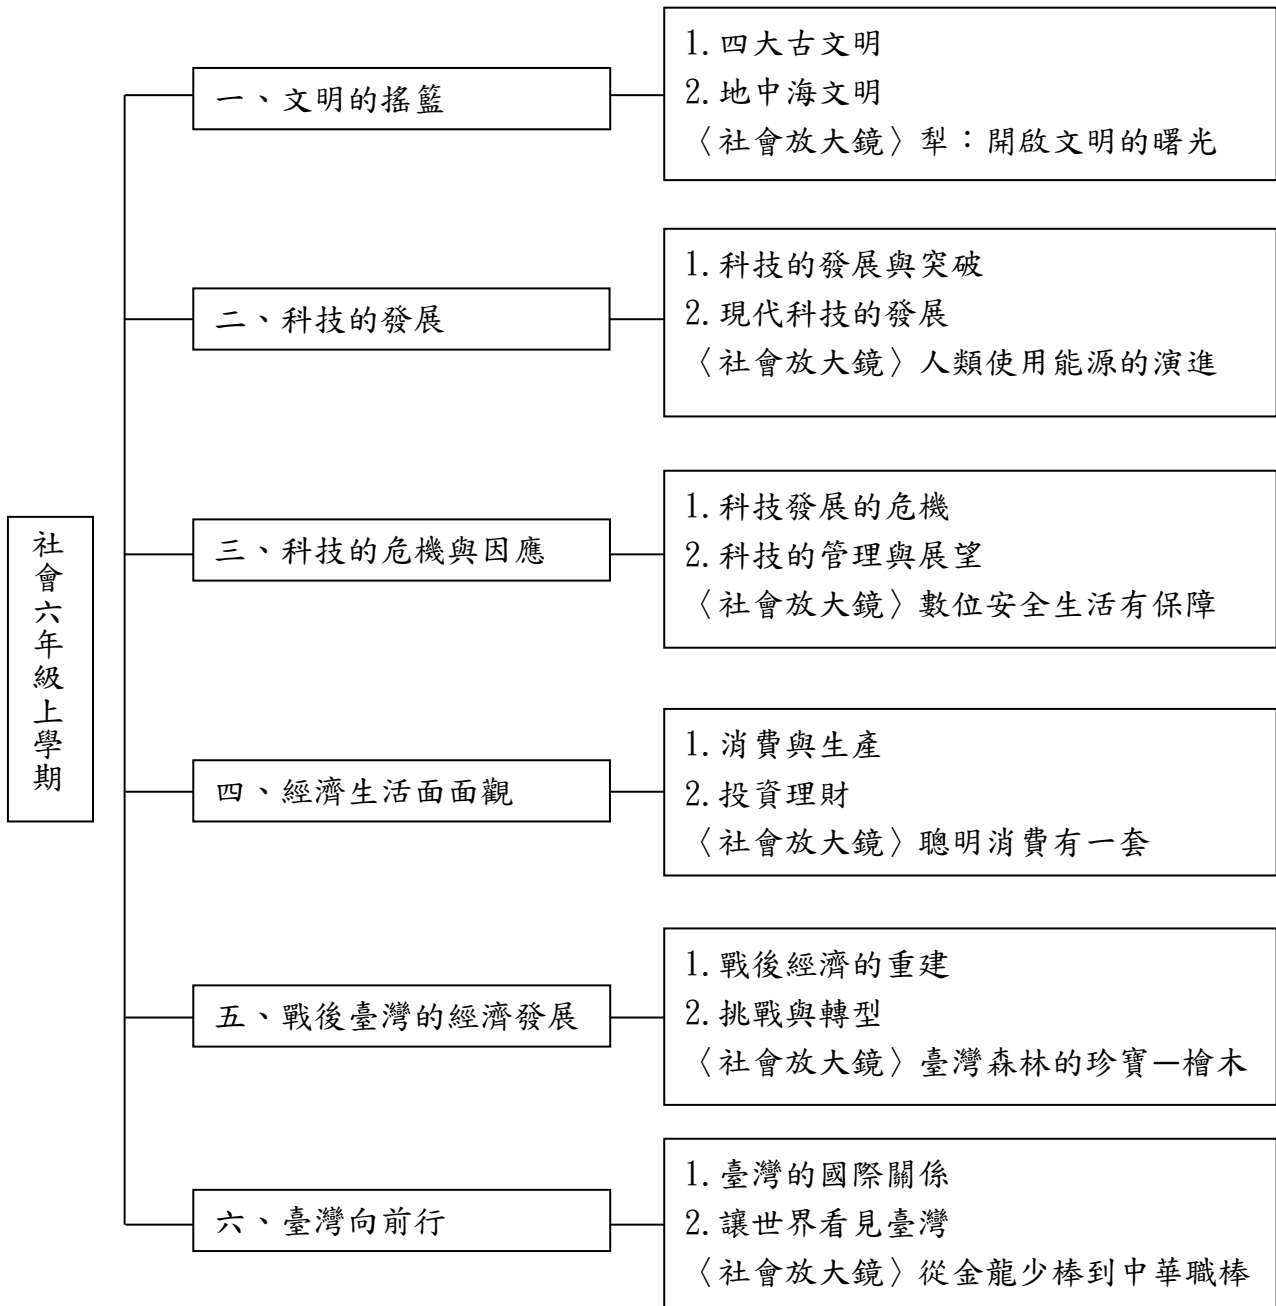 社會六年級上學期
一、文明的搖籃
1.四大古文明
2.地中海文明
〈社會放大鏡〉犁：開啟文明的曙光
二、科技的發展
1.科技的發展與突破
2.現代科技的發展
〈社會放大鏡〉人類使用能源的演進
三、科技的危機與因應
1.科技發展的危機
2.科技的管理與展望
〈社會放大鏡〉數位安全生活有保障
四、經濟生活面面觀
1.消費與生產
2.投資理財
〈社會放大鏡〉聰明消費有一套
五、戰後臺灣的經濟發展
1.戰後經濟的重建
2.挑戰與轉型
〈社會放大鏡〉臺灣森林的珍寶—檜木
六、臺灣向前行
1.臺灣的國際關係
2.讓世界看見臺灣
〈社會放大鏡〉從金龍少棒到中華職棒